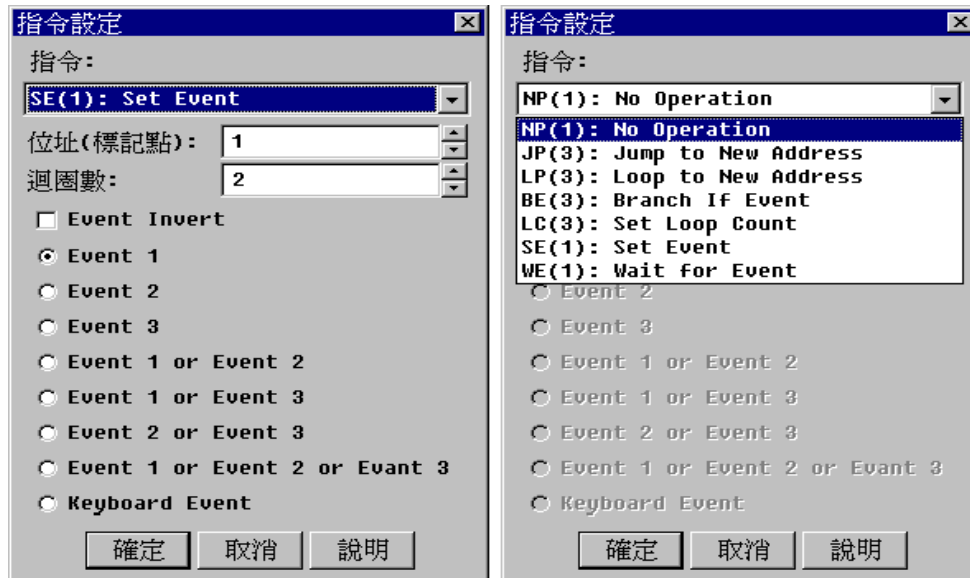 指令設定
指令:
SE(1): Set Event
位址(標記點): 1
迴圈數: 2
Event Invert
Event 1
Event 2
Event 3
Event 1 or Event 2
Event 1 or Event 3
Event 2 or Event 3
Event 1 or Event 2 or Evant 3
Keyboard Event
確定 取消 說明
指令設定
指令:
NP(1): No Operation
NP(1): No Operation
JP(3): Jump to New Address
LP(3): Loop to New Address
BE(3): Branch If Event
LC(3): Set Loop Count
SE(1): Set Event
WE(1): Wait for Event
Event 2
Event 3
Event 1 or Event 2
Event 1 or Event 3
Event 2 or Event 3
Event 1 or Event 2 or Evant 3
Keyboard Event
確定 取消 說明